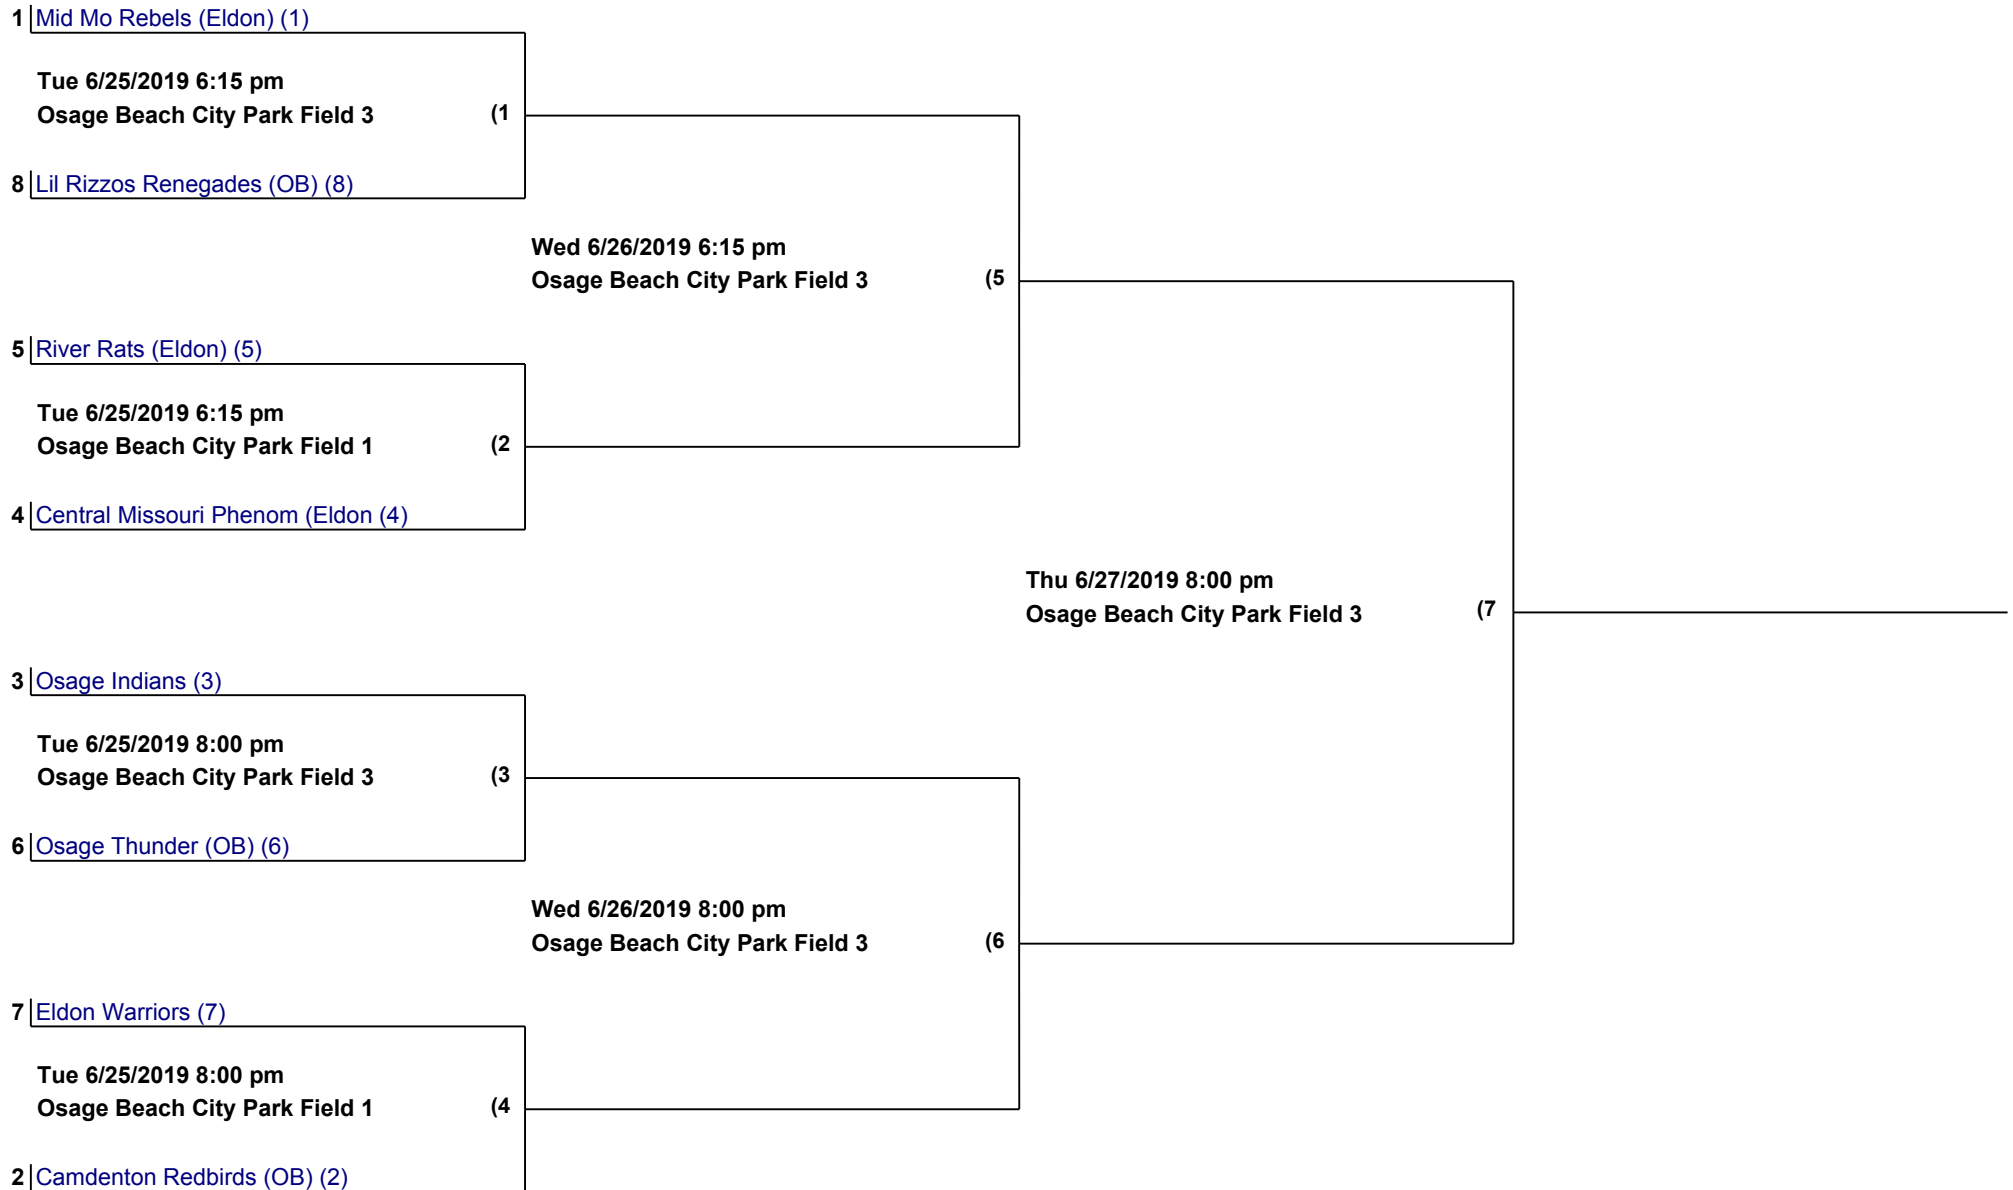 1 Mid Mo Rebels (Eldon) (1)
Tue 6/25/2019 6:15 pm
Osage Beach City Park Field 3 (1
8 Lil Rizzos Renegades (OB) (8)
Wed 6/26/2019 6:15 pm
Osage Beach City Park Field 3 (5
5 River Rats (Eldon) (5)
Tue 6/25/2019 6:15 pm
Osage Beach City Park Field 1 (2
4 Central Missouri Phenom (Eldon (4)
Thu 6/27/2019 8:00 pm
Osage Beach City Park Field 3 (7
3 Osage Indians (3)
Tue 6/25/2019 8:00 pm
Osage Beach City Park Field 3 (3
6 Osage Thunder (OB) (6)
Wed 6/26/2019 8:00 pm
Osage Beach City Park Field 3 (6
7 Eldon Warriors (7)
Tue 6/25/2019 8:00 pm
Osage Beach City Park Field 1 (4
2 Camdenton Redbirds (OB) (2)